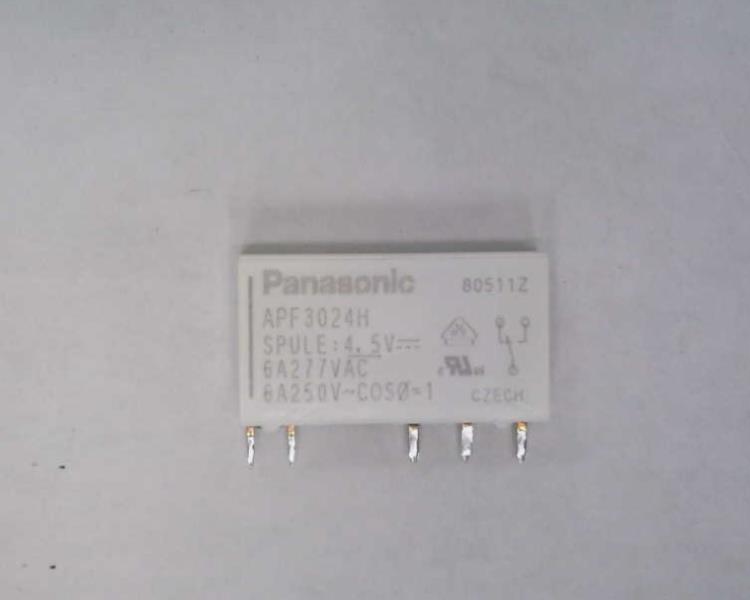 Panasonic 80511Z
APF3024H
SPULE:4.5V⎓
6A277VAC
6A250V~COSØ=1 CZECH